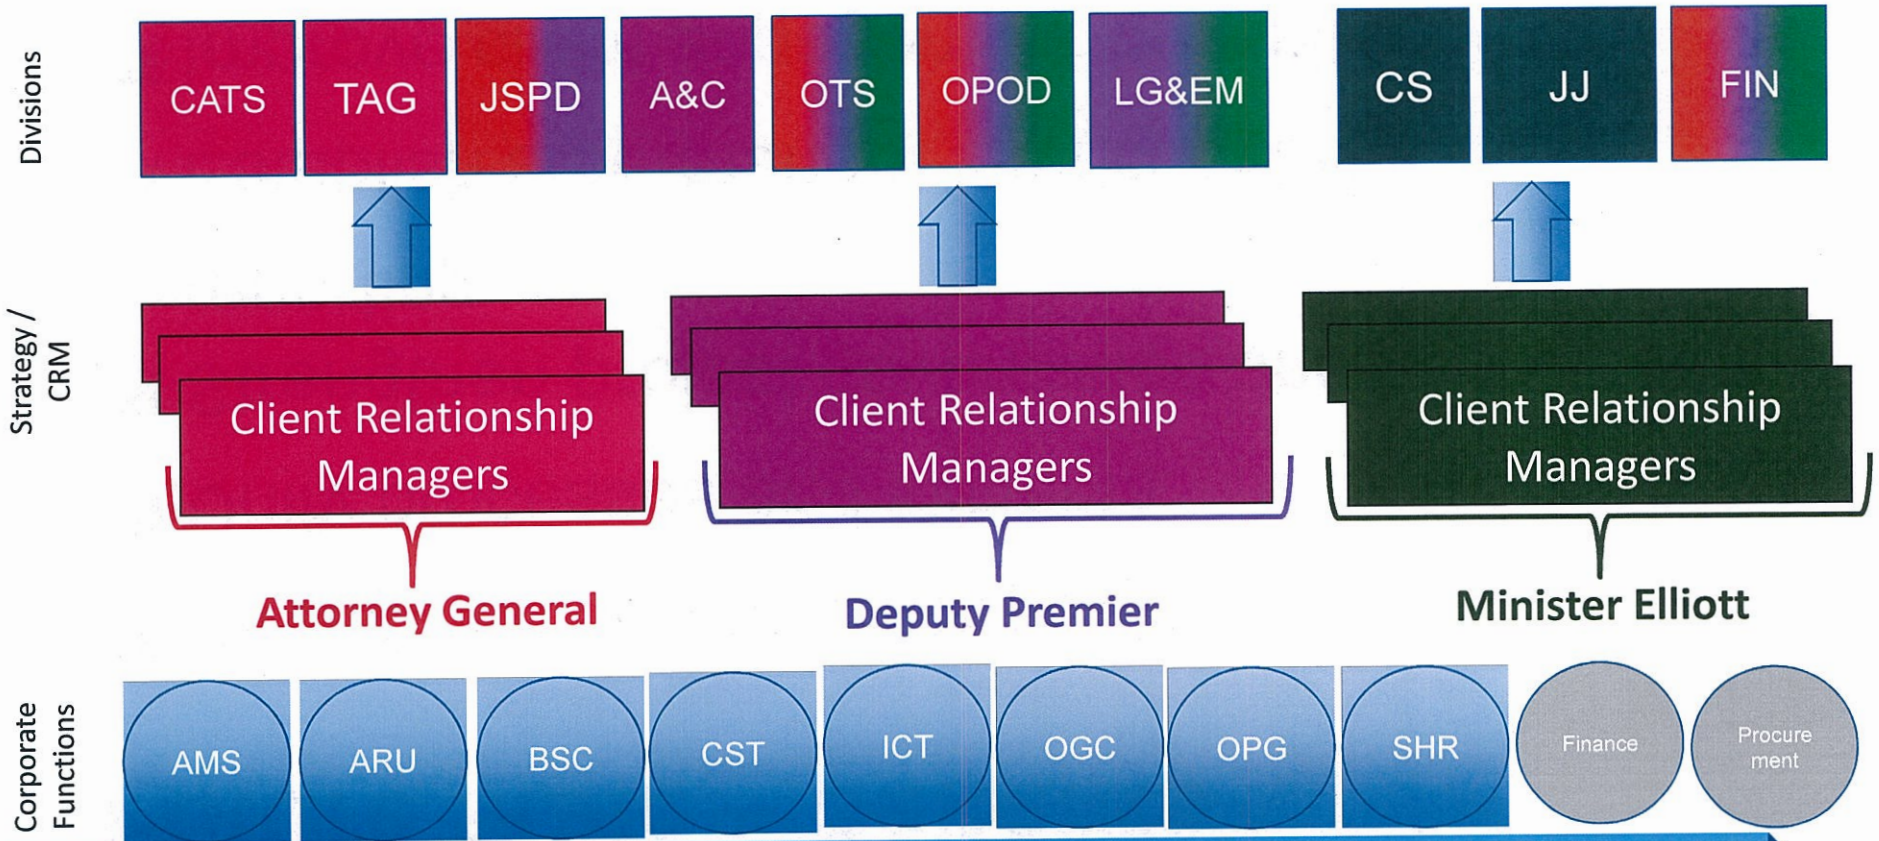 Divisions
CATS
TAG
JSPD
A&C
OTS
OPOD
LG&EM
CS
JJ
FIN
Strategy /
CRM
Client Relationship
Managers
Client Relationship
Managers
Client Relationship
Managers
Attorney General
Deputy Premier
Minister Elliott
Corporate
Functions
AMS
ARU
BSC
CST
ICT
OGC
OPG
SHR
Finance
Procure
ment